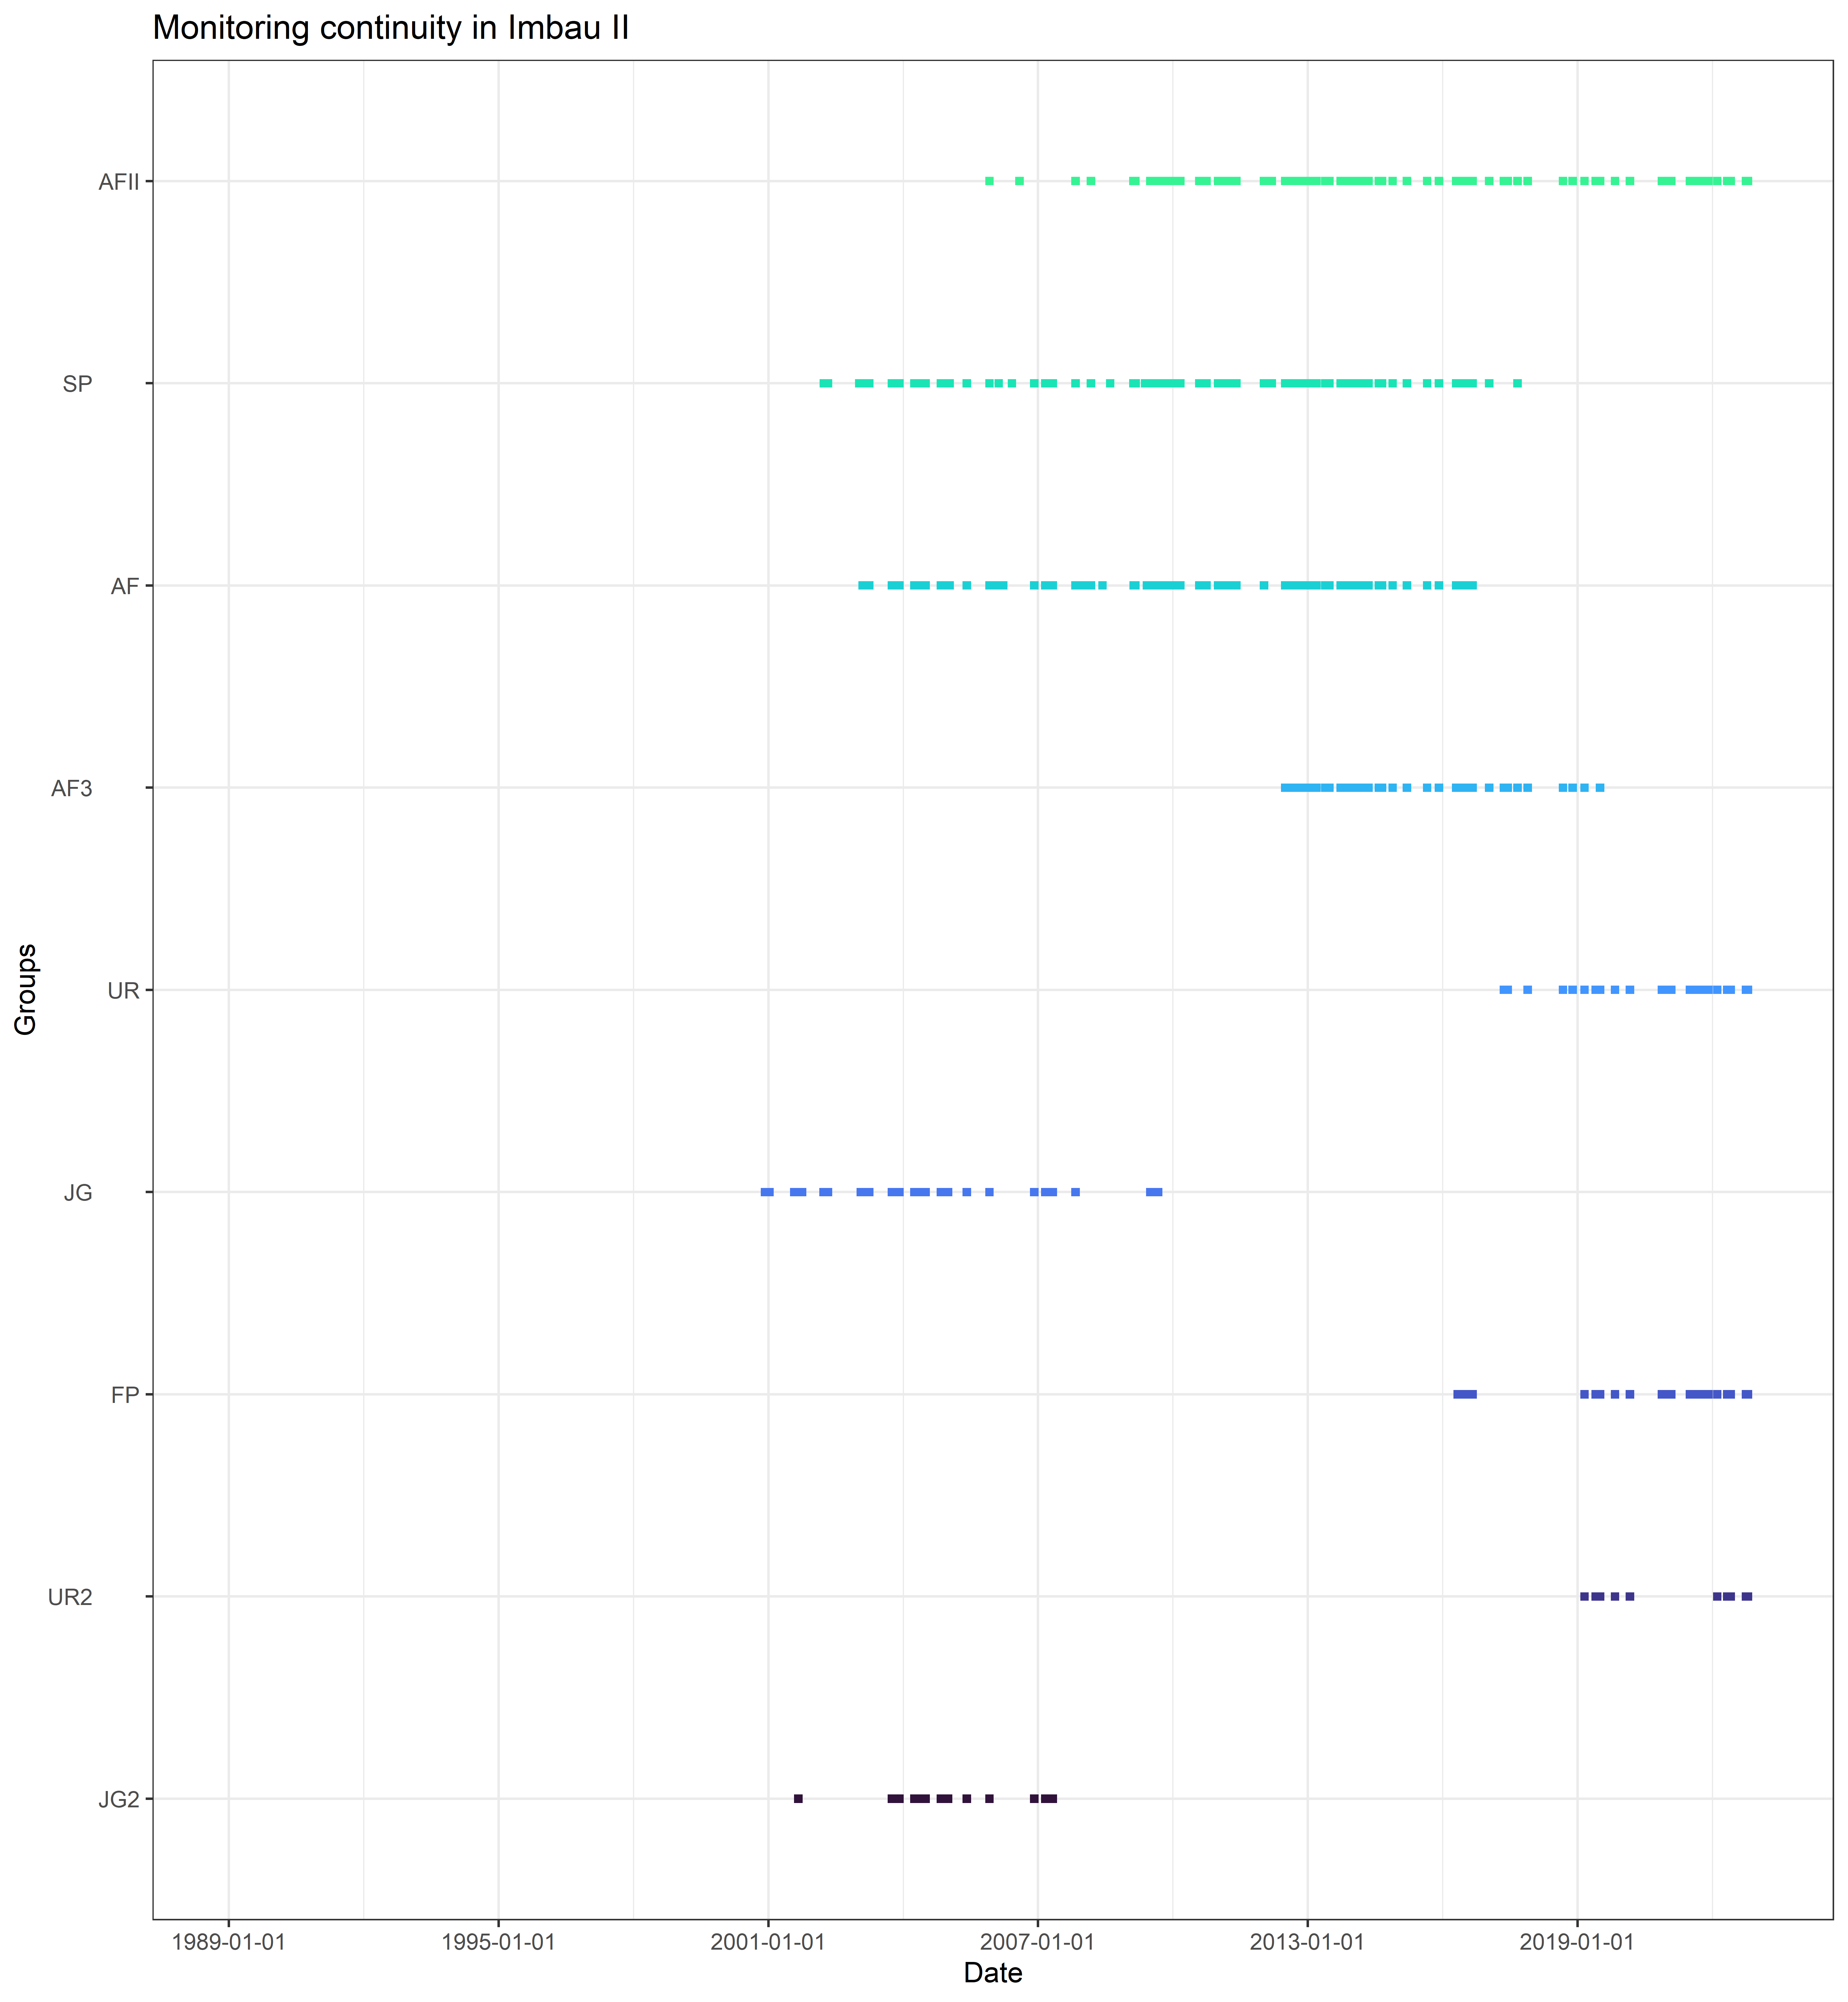 Monitoring continuity in Imbau II
AFII
SP
AF
AF3
UR
JG
FP
UR2
JG2
Groups
1989-01-01
1995-01-01
2001-01-01
2007-01-01
2013-01-01
2019-01-01
Date